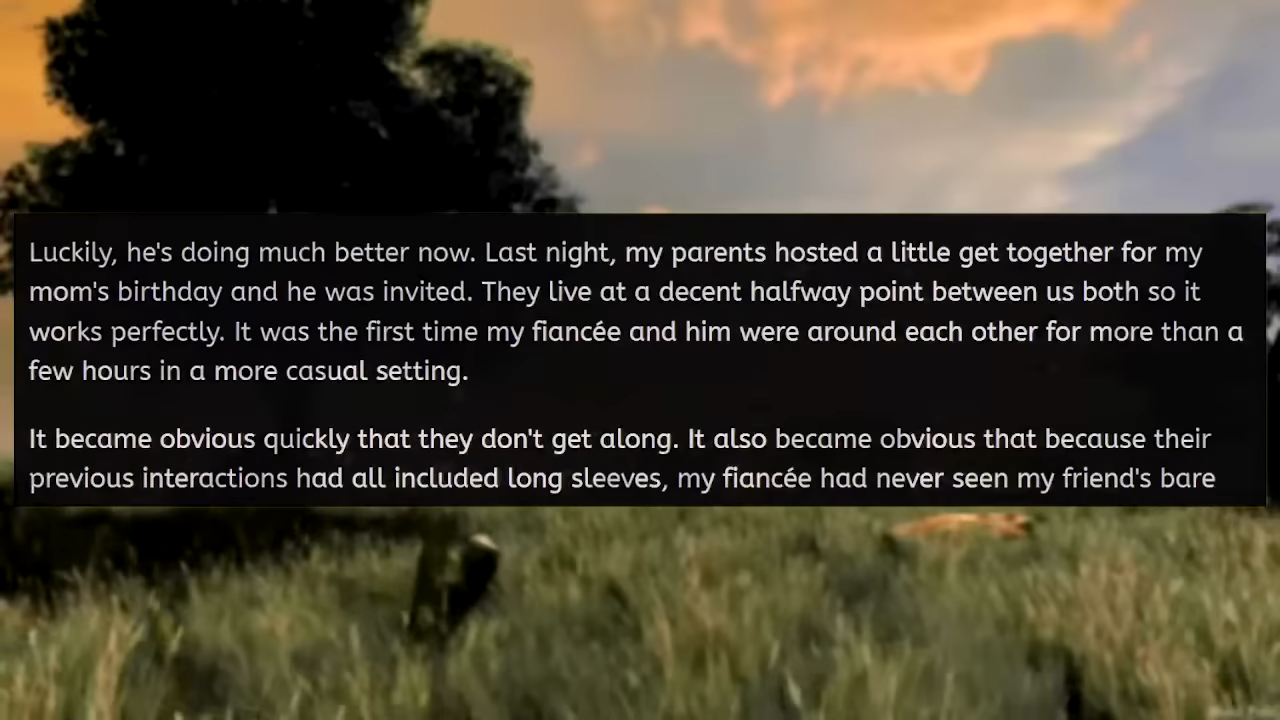 Luckily, he's doing much better now. Last night, my parents hosted a little get together for my
mom's birthday and he was invited. They live at a decent halfway point between us both so it
works perfectly. It was the first time my fiancée and him were around each other for more than a
few hours in a more casual setting.
It became obvious quickly that they don't get along. It also became obvious that because their
previous interactions had all included long sleeves, my fiancée had never seen my friend's bare